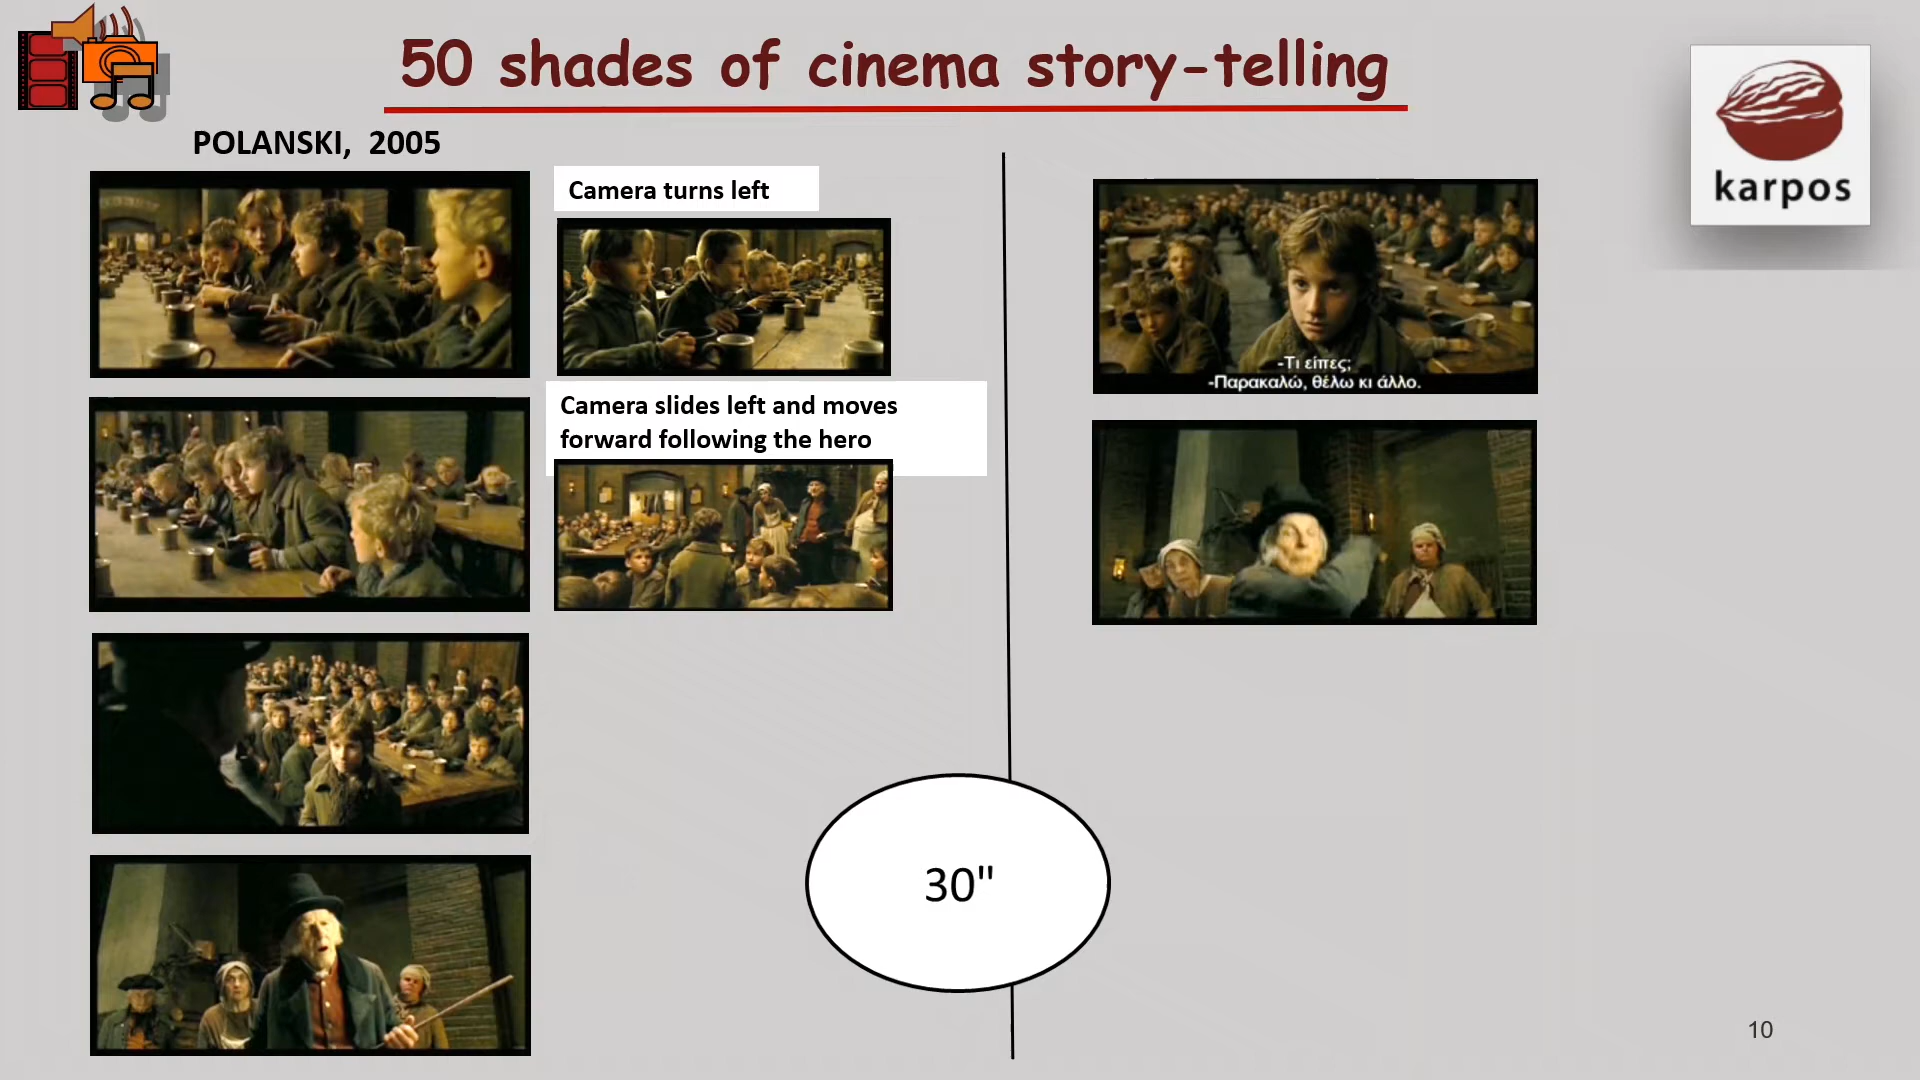 50 shades of cinema story-telling
karpos
POLANSKI, 2005
Camera turns left
Camera slides left and moves
forward following the hero
-Τι είπες;
-Παρακαλώ, θέλω κι άλλο.
30"
10